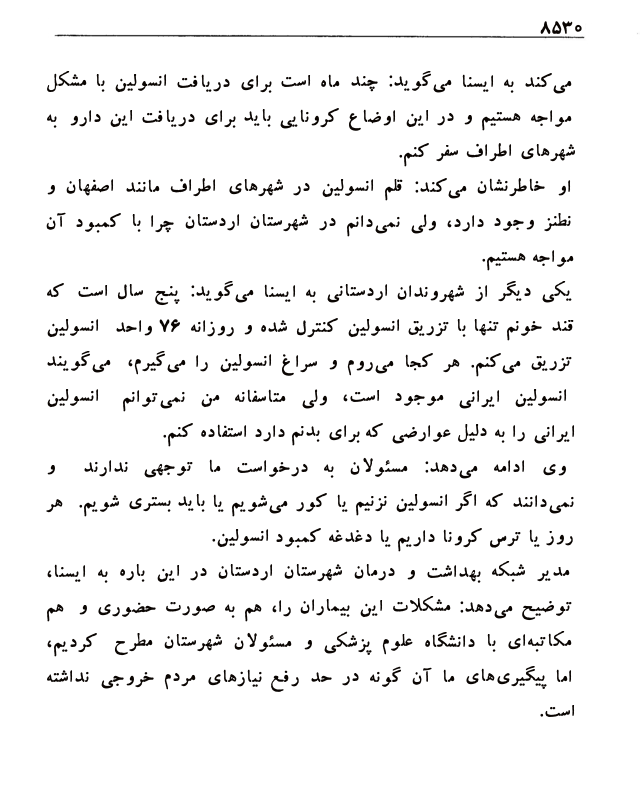 ۸۵۳۰
می‌کند به ایسنا می‌گوید: چند ماه است برای دریافت انسولین با مشکل
مواجه هستیم و در این اوضاع کرونایی باید برای دریافت این دارو به
شهرهای اطراف سفر کنم.
او خاطرنشان می‌کند: قلم انسولین در شهرهای اطراف مانند اصفهان و
نطنز وجود دارد، ولی نمی‌دانم در شهرستان اردستان چرا با کمبود آن
مواجه هستیم.
یکی دیگر از شهروندان اردستانی به ایسنا می‌گوید: پنج سال است که
قند خونم تنها با تزریق انسولین کنترل شده و روزانه ۷۶ واحد انسولین
تزریق می‌کنم. هر کجا می‌روم و سراغ انسولین را می‌گیرم، می‌گویند
انسولین ایرانی موجود است، ولی متاسفانه من نمی‌توانم انسولین
ایرانی را به دلیل عوارضی که برای بدنم دارد استفاده کنم.
وی ادامه می‌دهد: مسئولان به درخواست ما توجهی ندارند و
نمی‌دانند که اگر انسولین نزنیم یا کور می‌شویم یا باید بستری شویم. هر
روز یا ترس کرونا داریم یا دغدغه کمبود انسولین.
مدیر شبکه بهداشت و درمان شهرستان اردستان در این باره به ایسنا،
توضیح می‌دهد: مشکلات این بیماران را، هم به صورت حضوری و هم
مکاتبه‌ای با دانشگاه علوم پزشکی و مسئولان شهرستان مطرح کردیم،
اما پیگیری‌های ما آن گونه در حد رفع نیازهای مردم خروجی نداشته
است.